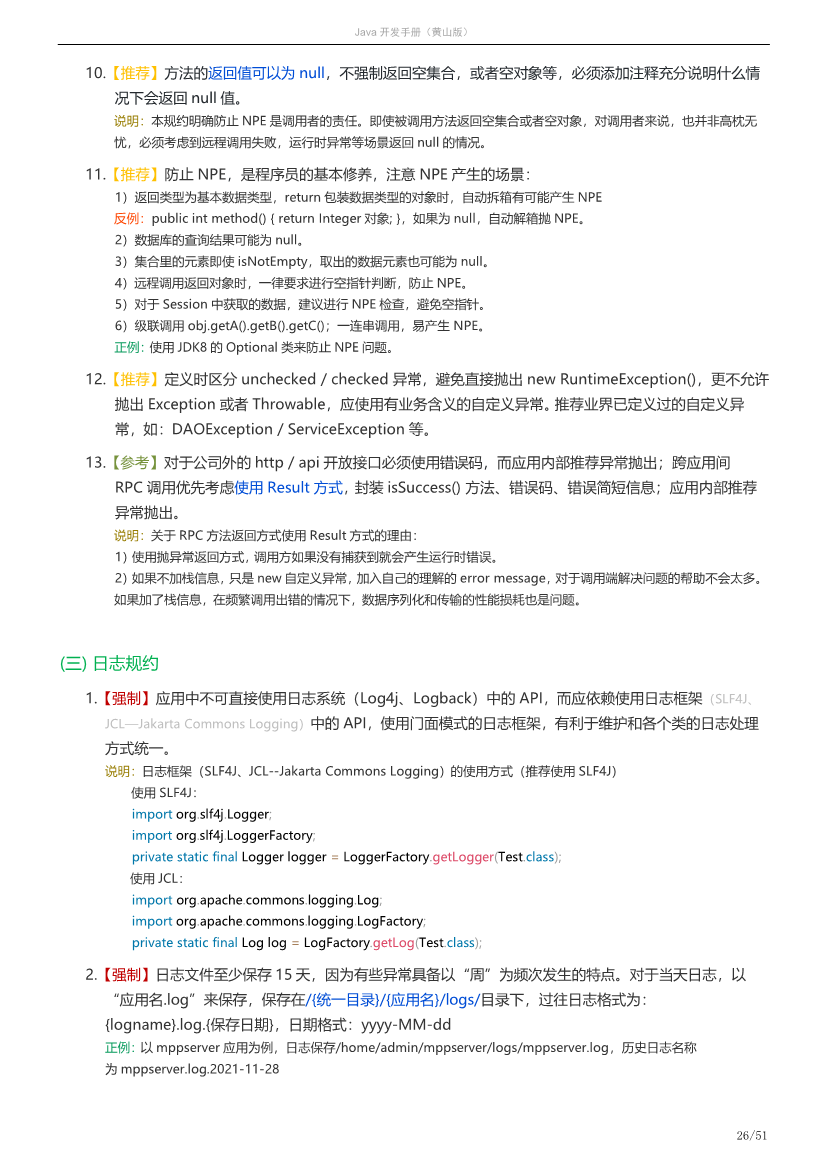 Java 开发手册（黄山版）
10.【推荐】方法的返回值可以为 null，不强制返回空集合，或者空对象等，必须添加注释充分说明什么情
况下会返回 null 值。
说明：本规约明确防止 NPE 是调用者的责任。即使被调用方法返回空集合或者空对象，对调用者来说，也并非高枕无
忧，必须考虑到远程调用失败，运行时异常等场景返回 null 的情况。
11.【推荐】防止 NPE，是程序员的基本修养，注意 NPE 产生的场景：
1）返回类型为基本数据类型，return 包装数据类型的对象时，自动拆箱有可能产生 NPE
反例：public int method() { return Integer 对象; }，如果为 null，自动解箱抛 NPE。
2）数据库的查询结果可能为 null。
3）集合里的元素即使 isNotEmpty，取出的数据元素也可能为 null。
4）远程调用返回对象时，一律要求进行空指针判断，防止 NPE。
5）对于 Session 中获取的数据，建议进行 NPE 检查，避免空指针。
6）级联调用 obj.getA().getB().getC()；一连串调用，易产生 NPE。
正例：使用 JDK8 的 Optional 类来防止 NPE 问题。
12.【推荐】定义时区分 unchecked / checked 异常，避免直接抛出 new RuntimeException()，更不允许
抛出 Exception 或者 Throwable，应使用有业务含义的自定义异常。推荐业界已定义过的自定义异
常，如：DAOException / ServiceException 等。
13.【参考】对于公司外的 http / api 开放接口必须使用错误码，而应用内部推荐异常抛出；跨应用间
RPC 调用优先考虑使用 Result 方式，封装 isSuccess() 方法、错误码、错误简短信息；应用内部推荐
异常抛出。
说明：关于 RPC 方法返回方式使用 Result 方式的理由：
1）使用抛异常返回方式，调用方如果没有捕获到就会产生运行时错误。
2）如果不加栈信息，只是 new 自定义异常，加入自己的理解的 error message，对于调用端解决问题的帮助不会太多。
如果加了栈信息，在频繁调用出错的情况下，数据序列化和传输的性能损耗也是问题。
(三) 日志规约
1.【强制】应用中不可直接使用日志系统（Log4j、Logback）中的 API，而应依赖使用日志框架（SLF4J、
JCL—Jakarta Commons Logging）中的 API，使用门面模式的日志框架，有利于维护和各个类的日志处理
方式统一。
说明：日志框架（SLF4J、JCL--Jakarta Commons Logging）的使用方式（推荐使用 SLF4J）
使用 SLF4J：
import org.slf4j.Logger;
import org.slf4j.LoggerFactory;
private static final Logger logger = LoggerFactory.getLogger(Test.class);
使用 JCL：
import org.apache.commons.logging.Log;
import org.apache.commons.logging.LogFactory;
private static final Log log = LogFactory.getLog(Test.class);
2.【强制】日志文件至少保存 15 天，因为有些异常具备以“周”为频次发生的特点。对于当天日志，以
“应用名.log”来保存，保存在/{统一目录}/{应用名}/logs/目录下，过往日志格式为：
{logname}.log.{保存日期}，日期格式：yyyy-MM-dd
正例：以 mppserver 应用为例，日志保存/home/admin/mppserver/logs/mppserver.log，历史日志名称
为 mppserver.log.2021-11-28
26/51